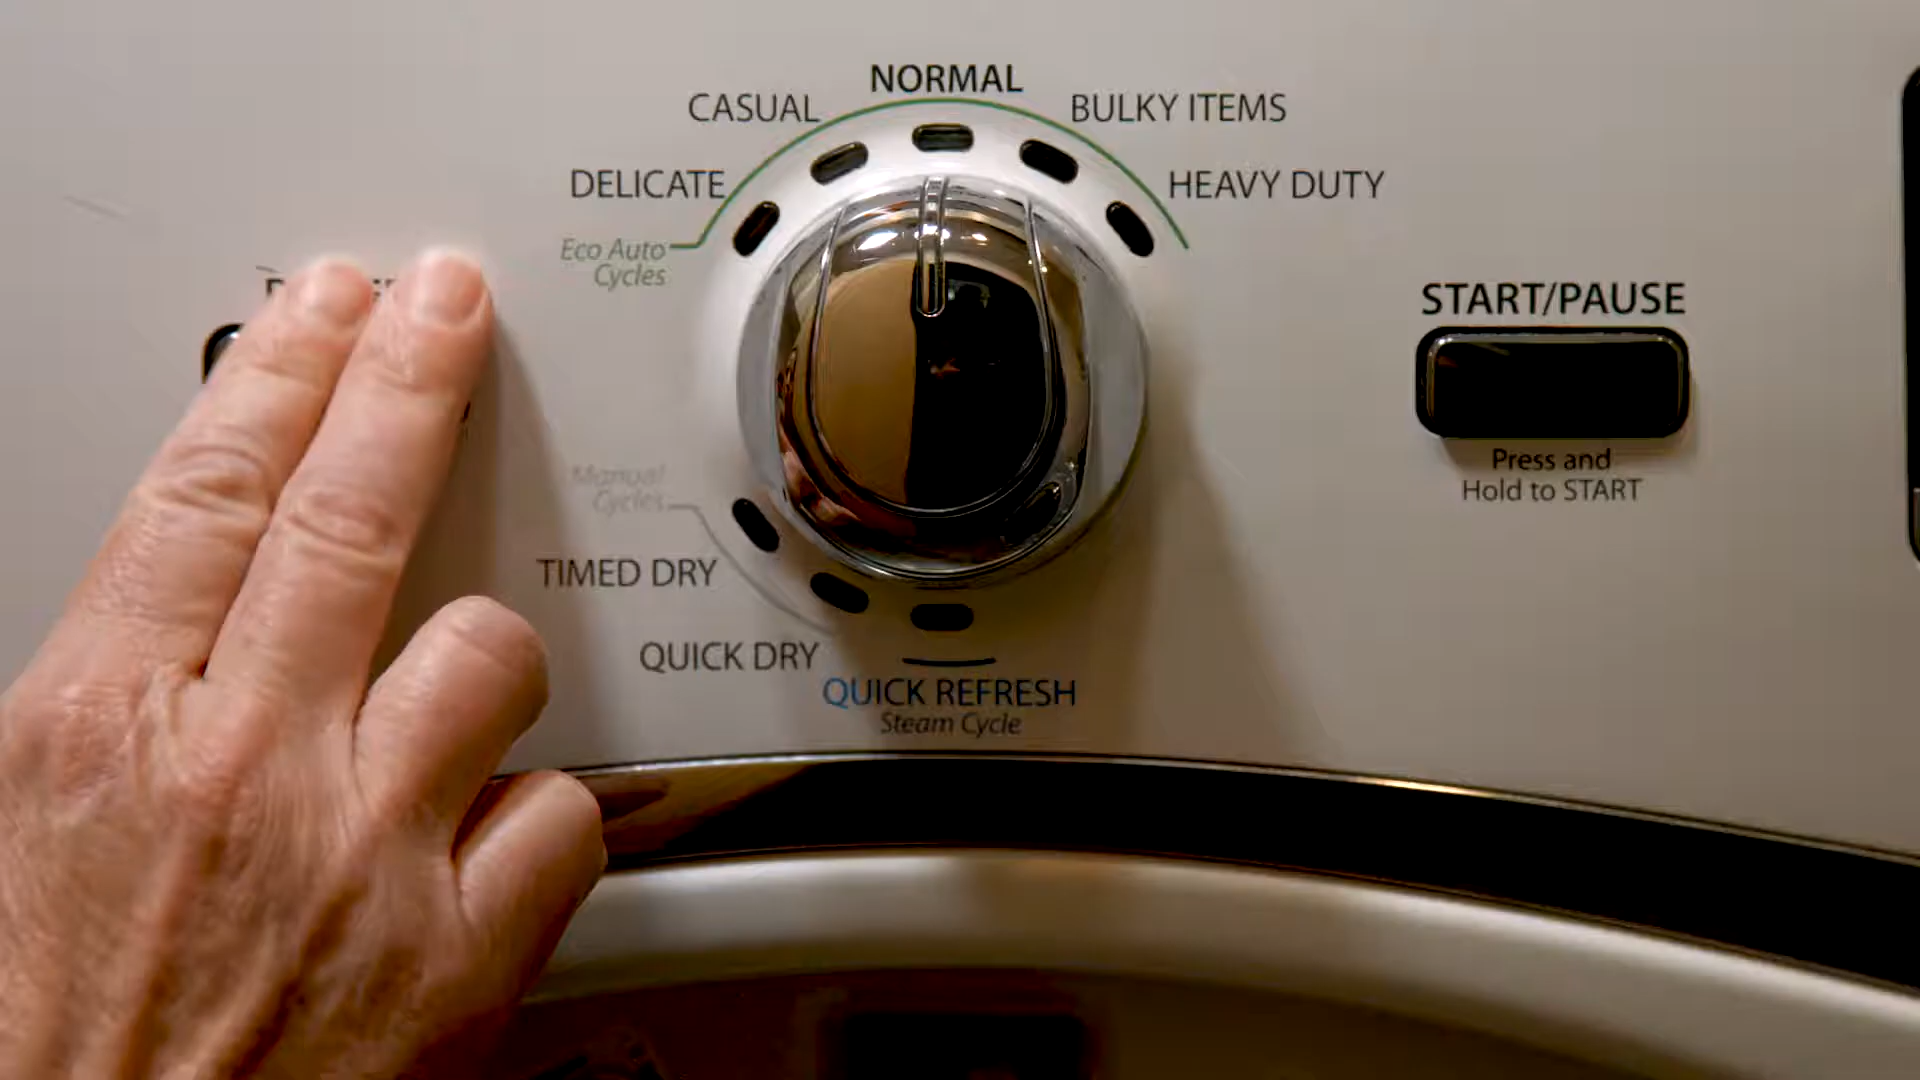 NORMAL
CASUAL
BULKY ITEMS
DELICATE
HEAVY DUTY
Eco Auto
Cycles
START/PAUSE
Press and
Hold to START
Manual
Cycles
TIMED DRY
QUICK DRY
QUICK REFRESH
Steam Cycle